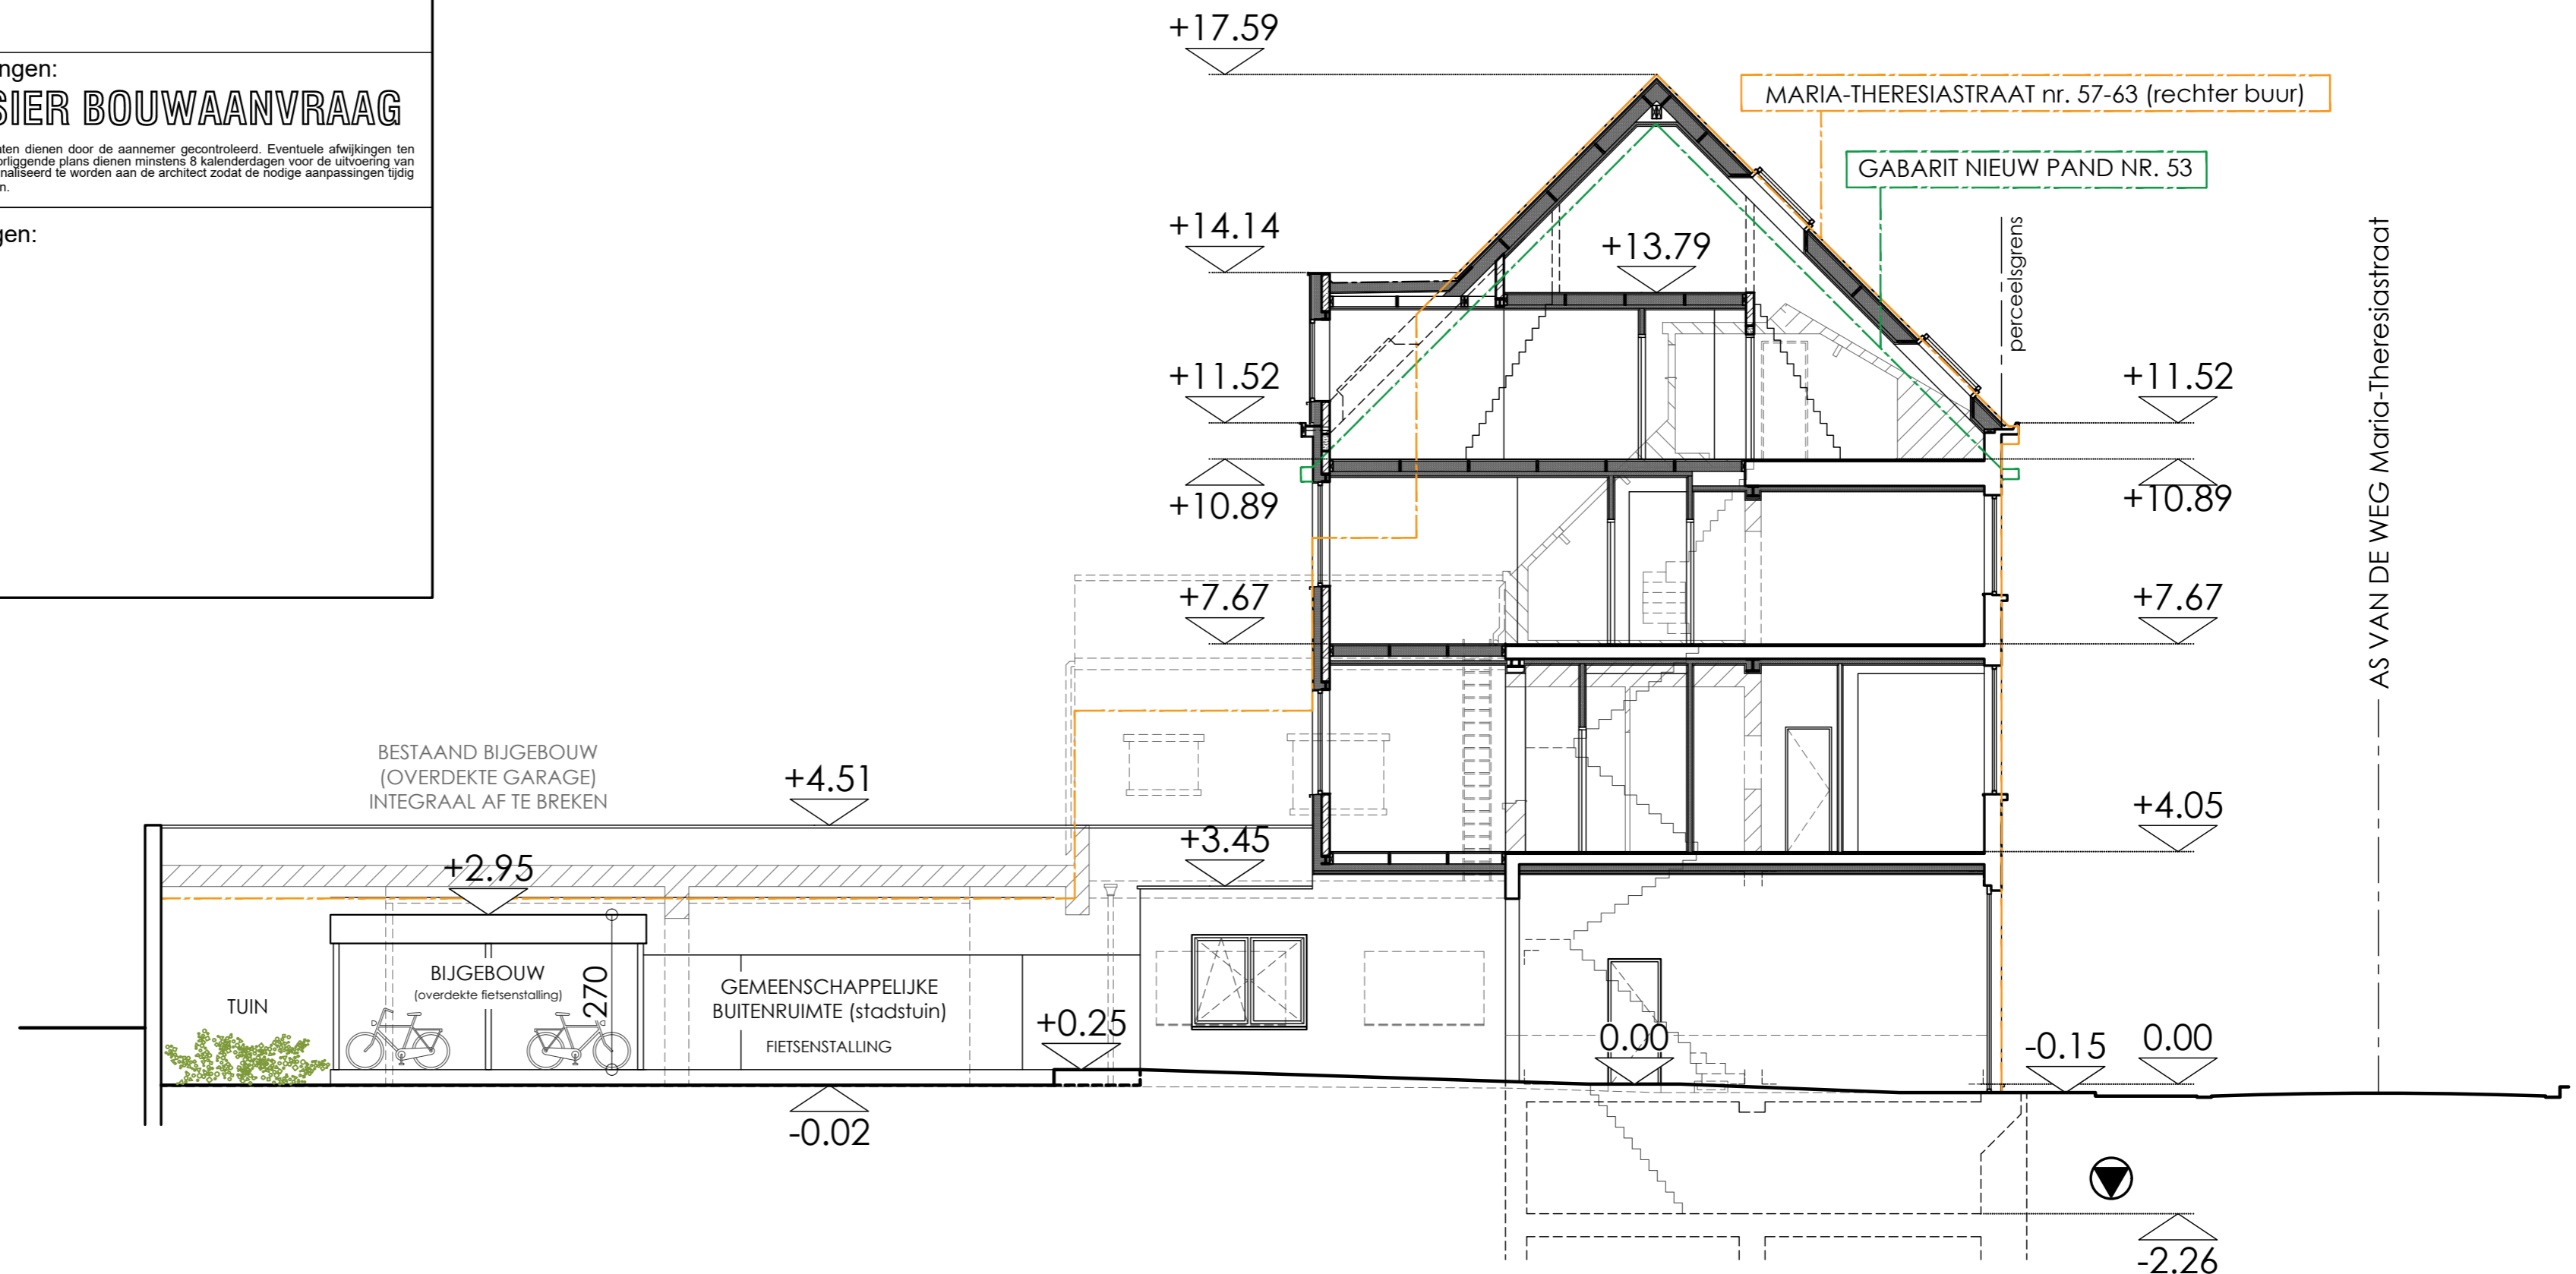 ngen:
SIER BOUWAANVRAAG
aten dienen door de aannemer gecontroleerd. Eventuele afwijkingen ten
orliggende plans dienen minstens 8 kalenderdagen voor de uitvoering van
naliseerd te worden aan de architect zodat de nodige aanpassingen tijdig
n.
gen:
+17.59
MARIA-THERESIASTRAAT nr. 57-63 (rechter buur)
GABARIT NIEUW PAND NR. 53
+14.14
+13.79
perceelsgrens
AS VAN DE WEG Maria-Theresiastraat
+11.52
+11.52
+10.89
+10.89
+7.67
+7.67
BESTAAND BIJGEBOUW
(OVERDEKTE GARAGE)
INTEGRAAL AF TE BREKEN
+4.51
+4.05
+3.45
+2.95
BIJGEBOUW
(overdekte fietsenstalling)
270
TUIN
GEMEENSCHAPPELIJKE
BUITENRUIMTE (stadstuin)
FIETSENSTALLING
+0.25
0.00
-0.15
0.00
-0.02
-2.26